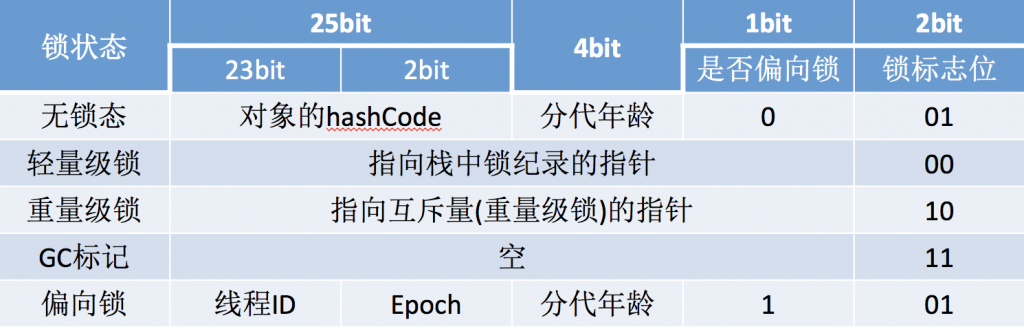 锁状态 25bit 4bit 1bit 2bit
23bit 2bit 是否偏向锁 锁标志位
无锁态 对象的hashCode 分代年龄 0 01
轻量级锁 指向栈中锁纪录的指针 00
重量级锁 指向互斥量(重量级锁)的指针 10
GC标记 空 11
偏向锁 线程ID Epoch 分代年龄 1 01